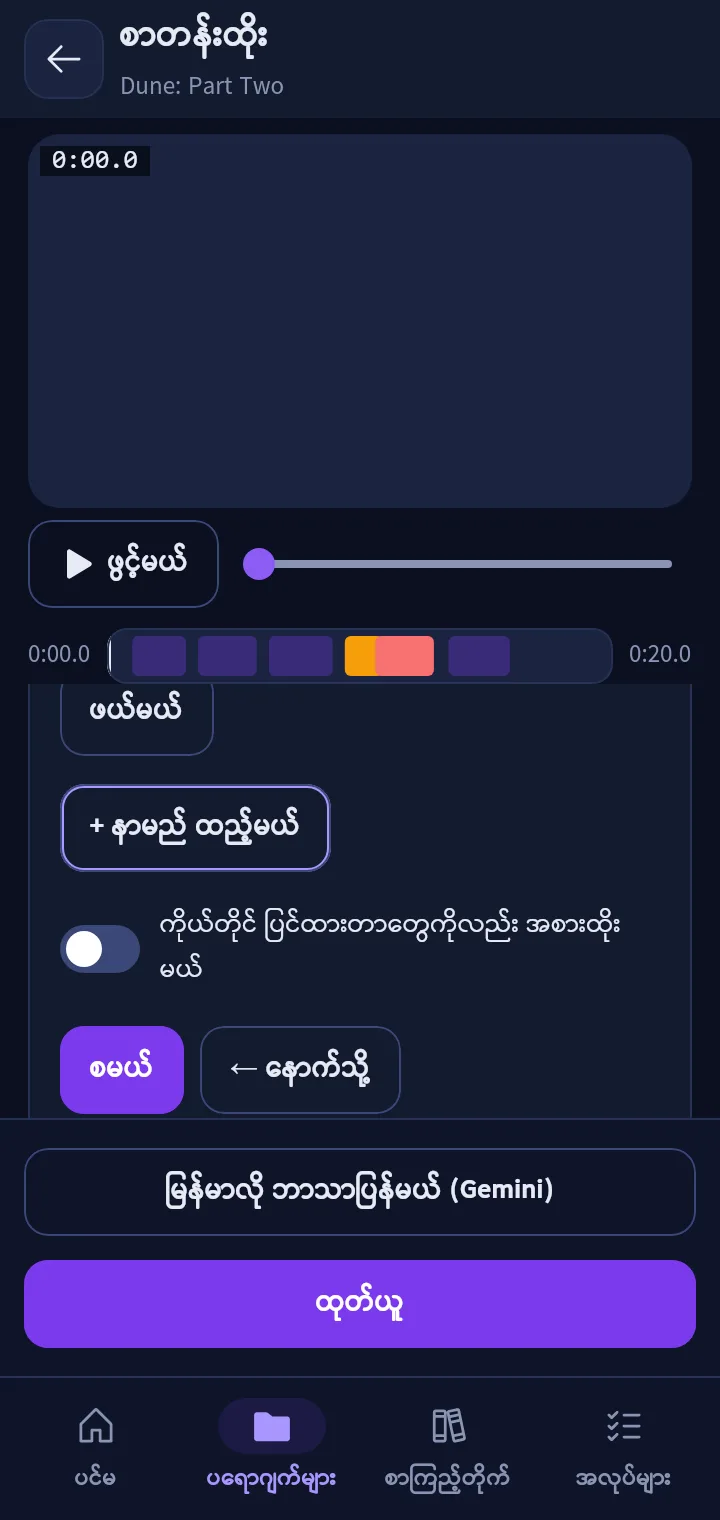 စာတန်းထိုး
Dune: Part Two
0:00.0
ဖွင့်မယ်
0:00.0
0:20.0
ဖယ်မယ်
+ နာမည် ထည့်မယ်
ကိုယ်တိုင် ပြင်ထားတာတွေကိုလည်း အစားထိုး
မယ်
စမယ်
← နောက်သို့
မြန်မာလို ဘာသာပြန်မယ် (Gemini)
ထုတ်ယူ
ပင်မ
ပရောဂျက်များ
စာကြည့်တိုက်
အလုပ်များ